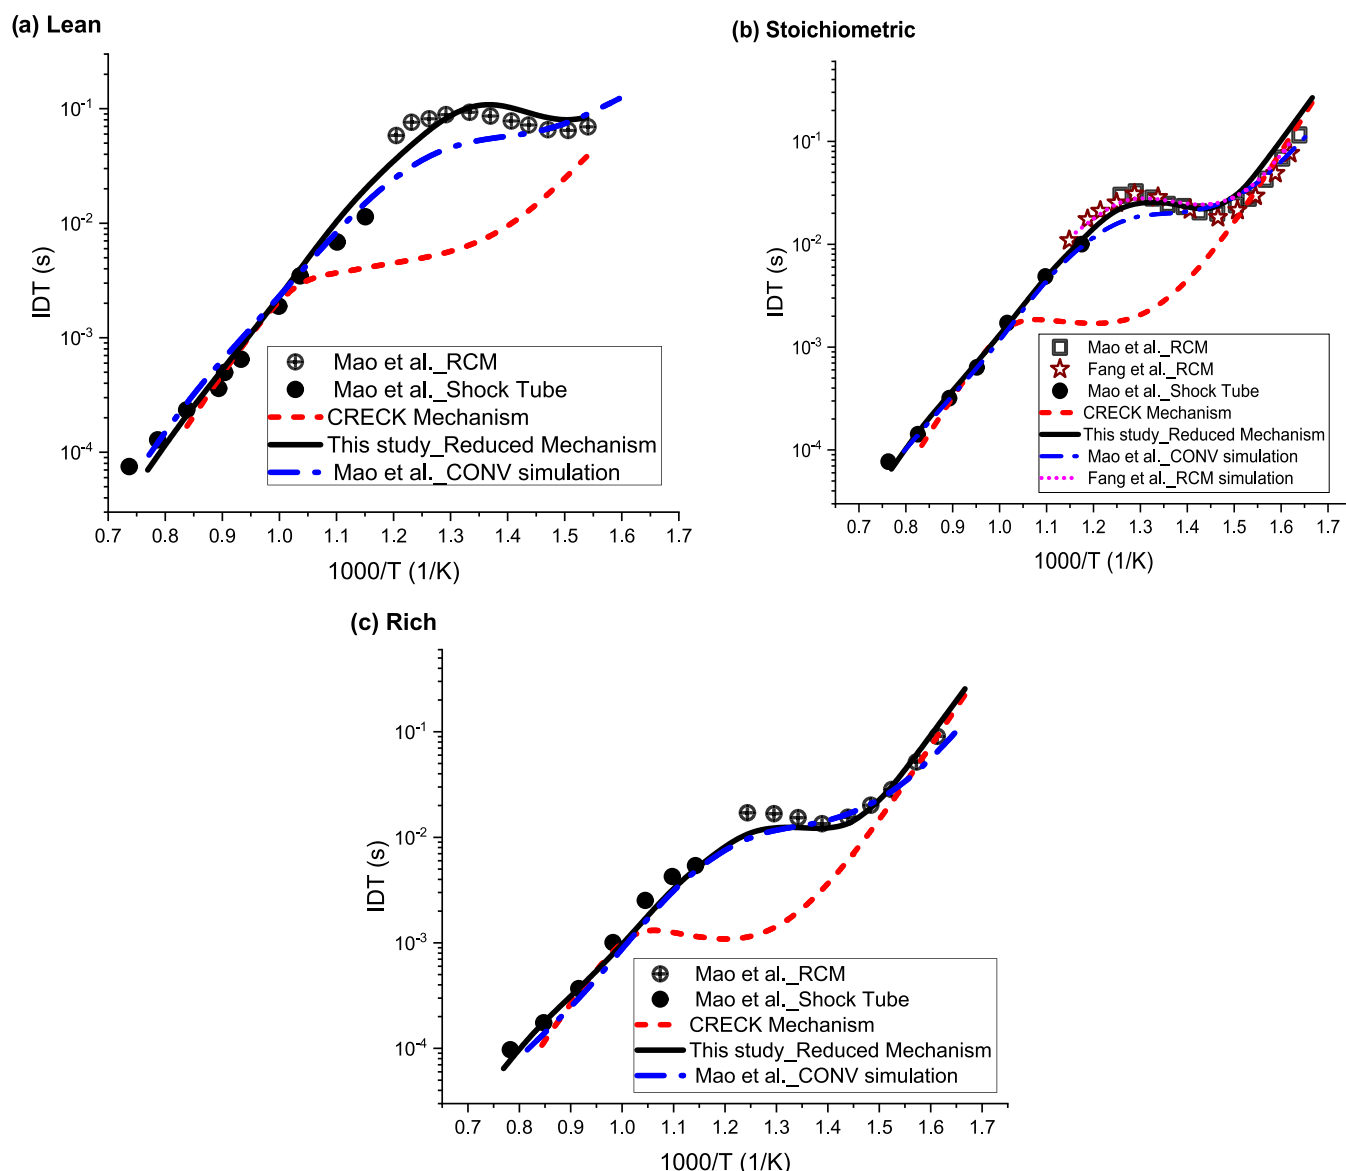 (a) Lean
IDT (s)
10⁻¹
10⁻²
10⁻³
10⁻⁴
Mao et al._RCM
Mao et al._Shock Tube
CRECK Mechanism
This study_Reduced Mechanism
Mao et al._CONV simulation
0.7 0.8 0.9 1.0 1.1 1.2 1.3 1.4 1.5 1.6 1.7
1000/T (1/K)
(b) Stoichiometric
IDT (s)
10⁻¹
10⁻²
10⁻³
10⁻⁴
Mao et al._RCM
Fang et al._RCM
Mao et al._Shock Tube
CRECK Mechanism
This study_Reduced Mechanism
Mao et al._CONV simulation
Fang et al._RCM simulation
0.7 0.8 0.9 1.0 1.1 1.2 1.3 1.4 1.5 1.6 1.7
1000/T (1/K)
(c) Rich
IDT (s)
10⁻¹
10⁻²
10⁻³
10⁻⁴
Mao et al._RCM
Mao et al._Shock Tube
CRECK Mechanism
This study_Reduced Mechanism
Mao et al._CONV simulation
0.7 0.8 0.9 1.0 1.1 1.2 1.3 1.4 1.5 1.6 1.7
1000/T (1/K)